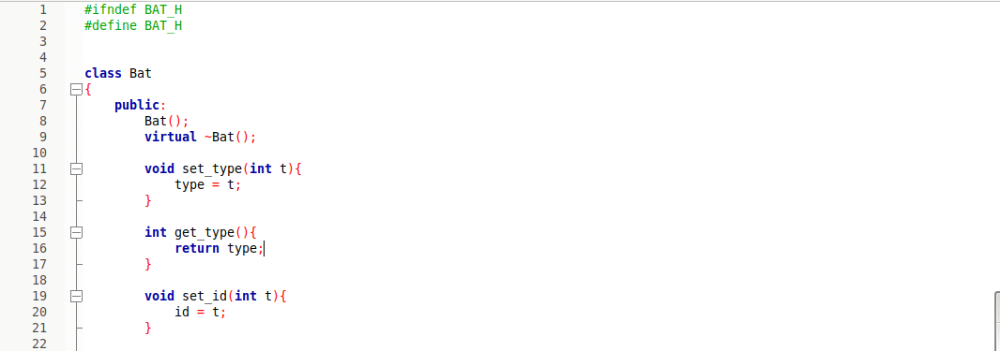 1 #ifndef BAT_H
2 #define BAT_H
3
4
5 class Bat
6 {
7 public:
8 Bat();
9 virtual ~Bat();
10
11 void set_type(int t){
12 type = t;
13 }
14
15 int get_type(){
16 return type;
17 }
18
19 void set_id(int t){
20 id = t;
21 }
22